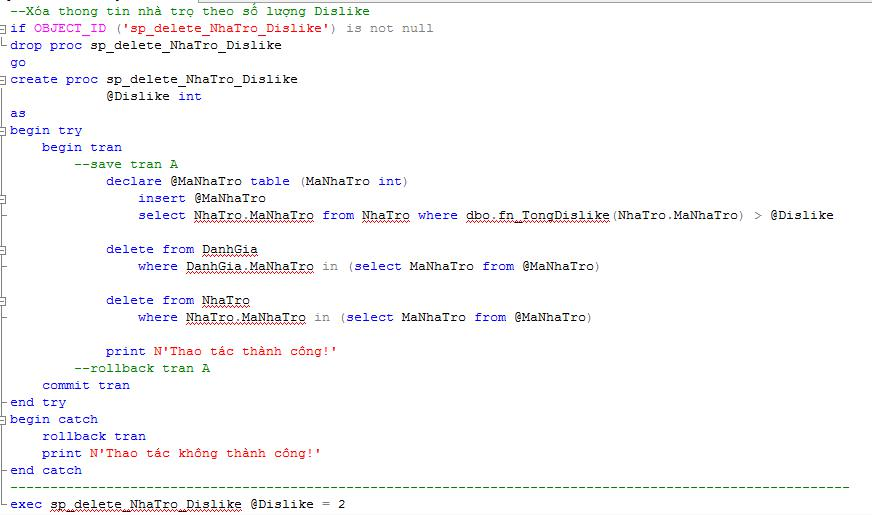 --Xóa thong tin nhà trọ theo số lượng Dislike
if OBJECT_ID ('sp_delete_NhaTro_Dislike') is not null
drop proc sp_delete_NhaTro_Dislike
go
create proc sp_delete_NhaTro_Dislike
@Dislike int
as
begin try
begin tran
--save tran A
declare @MaNhaTro table (MaNhaTro int)
insert @MaNhaTro
select NhaTro.MaNhaTro from NhaTro where dbo.fn_TongDislike(NhaTro.MaNhaTro) > @Dislike
delete from DanhGia
where DanhGia.MaNhaTro in (select MaNhaTro from @MaNhaTro)
delete from NhaTro
where NhaTro.MaNhaTro in (select MaNhaTro from @MaNhaTro)
print N'Thao tác thành công!'
--rollback tran A
commit tran
end try
begin catch
rollback tran
print N'Thao tác không thành công!'
end catch
---------------------------------------------------------------------------------------------------------
exec sp_delete_NhaTro_Dislike @Dislike = 2